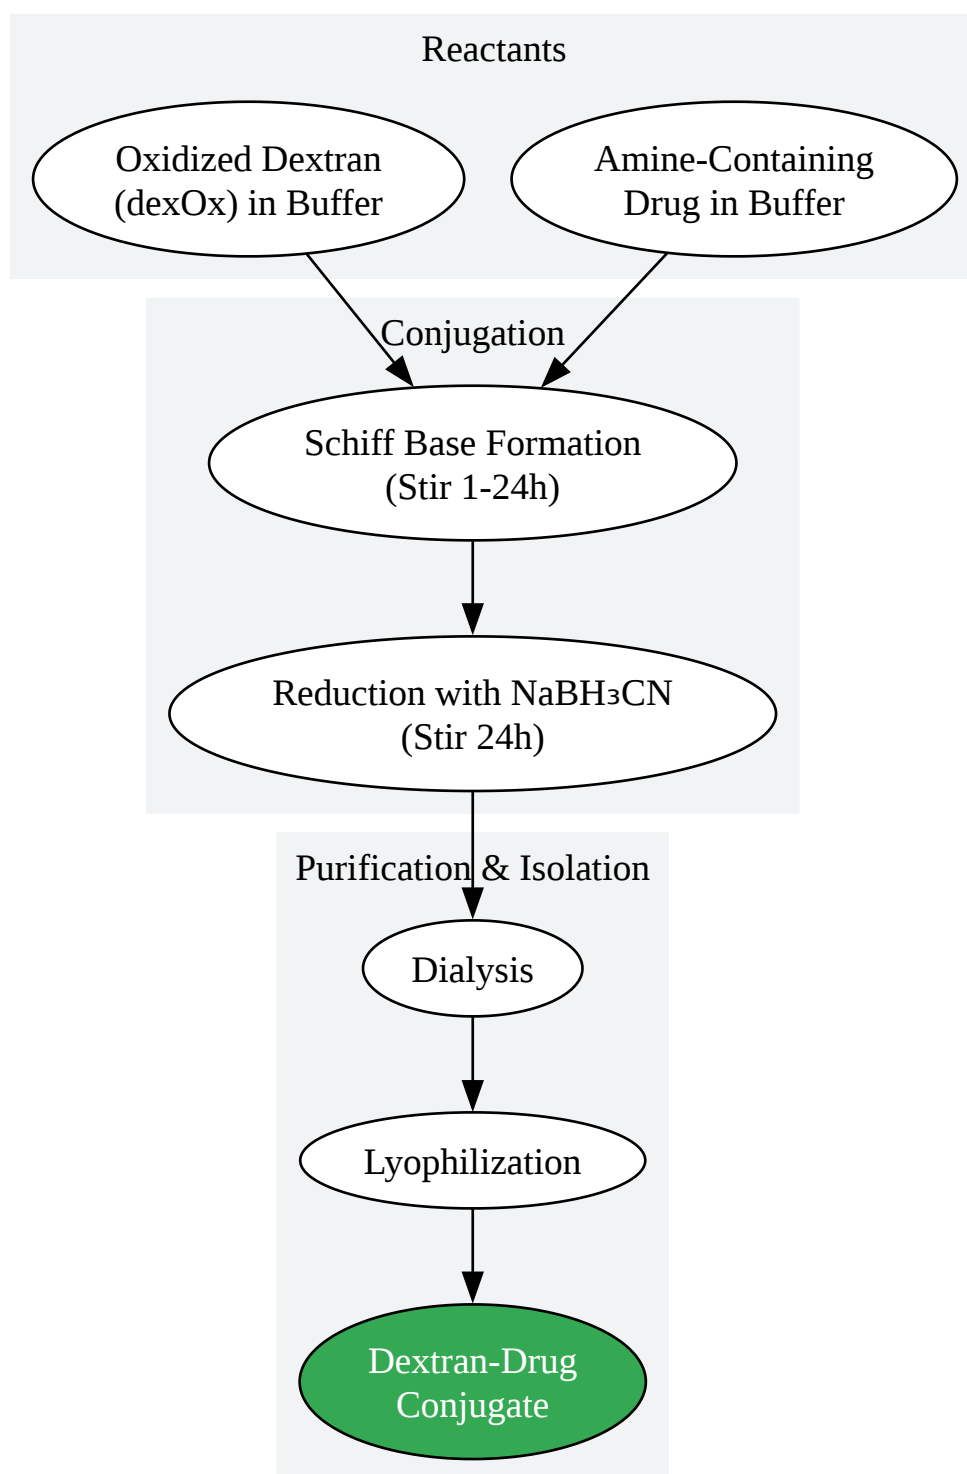 Reactants
Oxidized Dextran
(dexOx) in Buffer
Amine-Containing
Drug in Buffer
Conjugation
Schiff Base Formation
(Stir 1-24h)
Reduction with NaBH₃CN
(Stir 24h)
Purification & Isolation
Dialysis
Lyophilization
Dextran-Drug
Conjugate